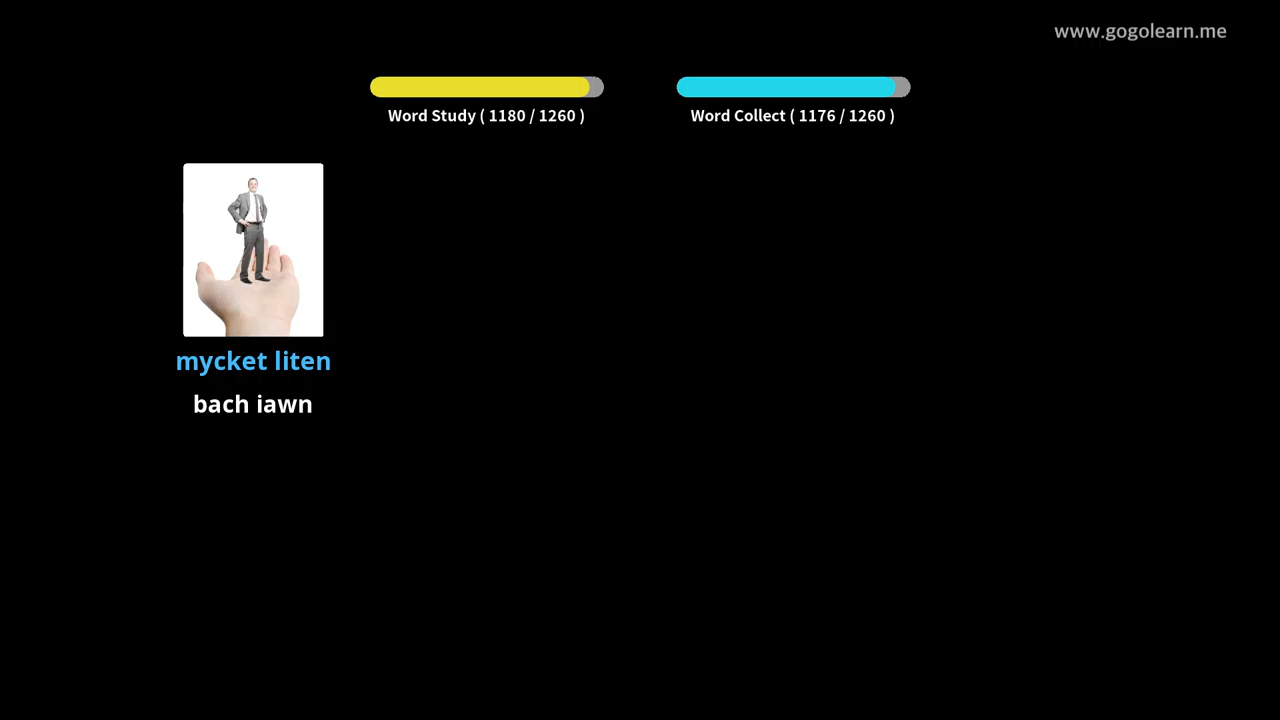 www.gogolearn.me
Word Study ( 1180 / 1260 )
Word Collect ( 1176 / 1260 )
mycket liten
bach iawn